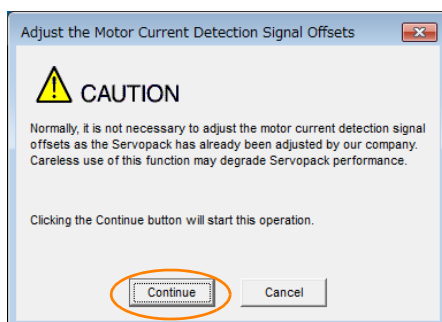 Adjust the Motor Current Detection Signal Offsets
CAUTION
Normally, it is not necessary to adjust the motor current detection signal
offsets as the Servopack has already been adjusted by our company.
Careless use of this function may degrade Servopack performance.
Clicking the Continue button will start this operation.
Continue
Cancel